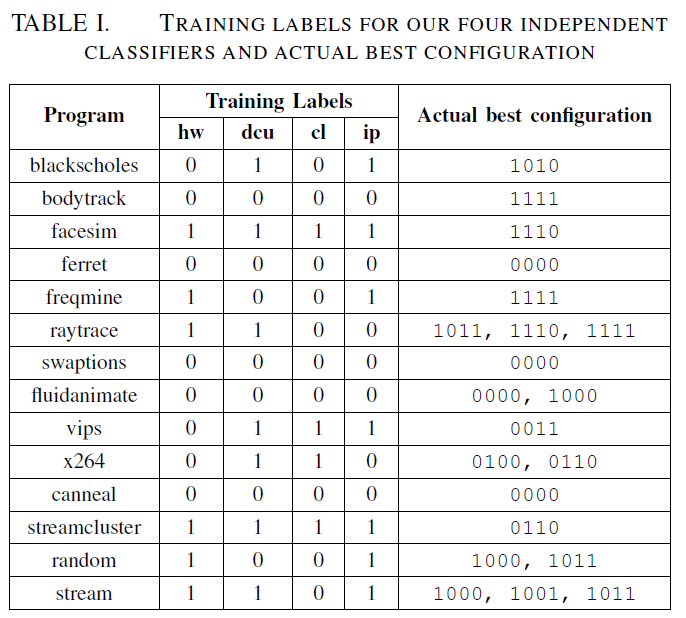 TABLE I. TRAINING LABELS FOR OUR FOUR INDEPENDENT
CLASSIFIERS AND ACTUAL BEST CONFIGURATION
Program Training Labels Actual best configuration
hw dcu cl ip
blackscholes 0 1 0 1 1010
bodytrack 0 0 0 0 1111
facesim 1 1 1 1 1110
ferret 0 0 0 0 0000
freqmine 1 0 0 1 1111
raytrace 1 1 0 0 1011, 1110, 1111
swaptions 0 0 0 0 0000
fluidanimate 0 0 0 0 0000, 1000
vips 0 1 1 1 0011
x264 0 1 1 0 0100, 0110
canneal 0 0 0 0 0000
streamcluster 1 1 1 1 0110
random 1 0 0 1 1000, 1011
stream 1 1 0 1 1000, 1001, 1011